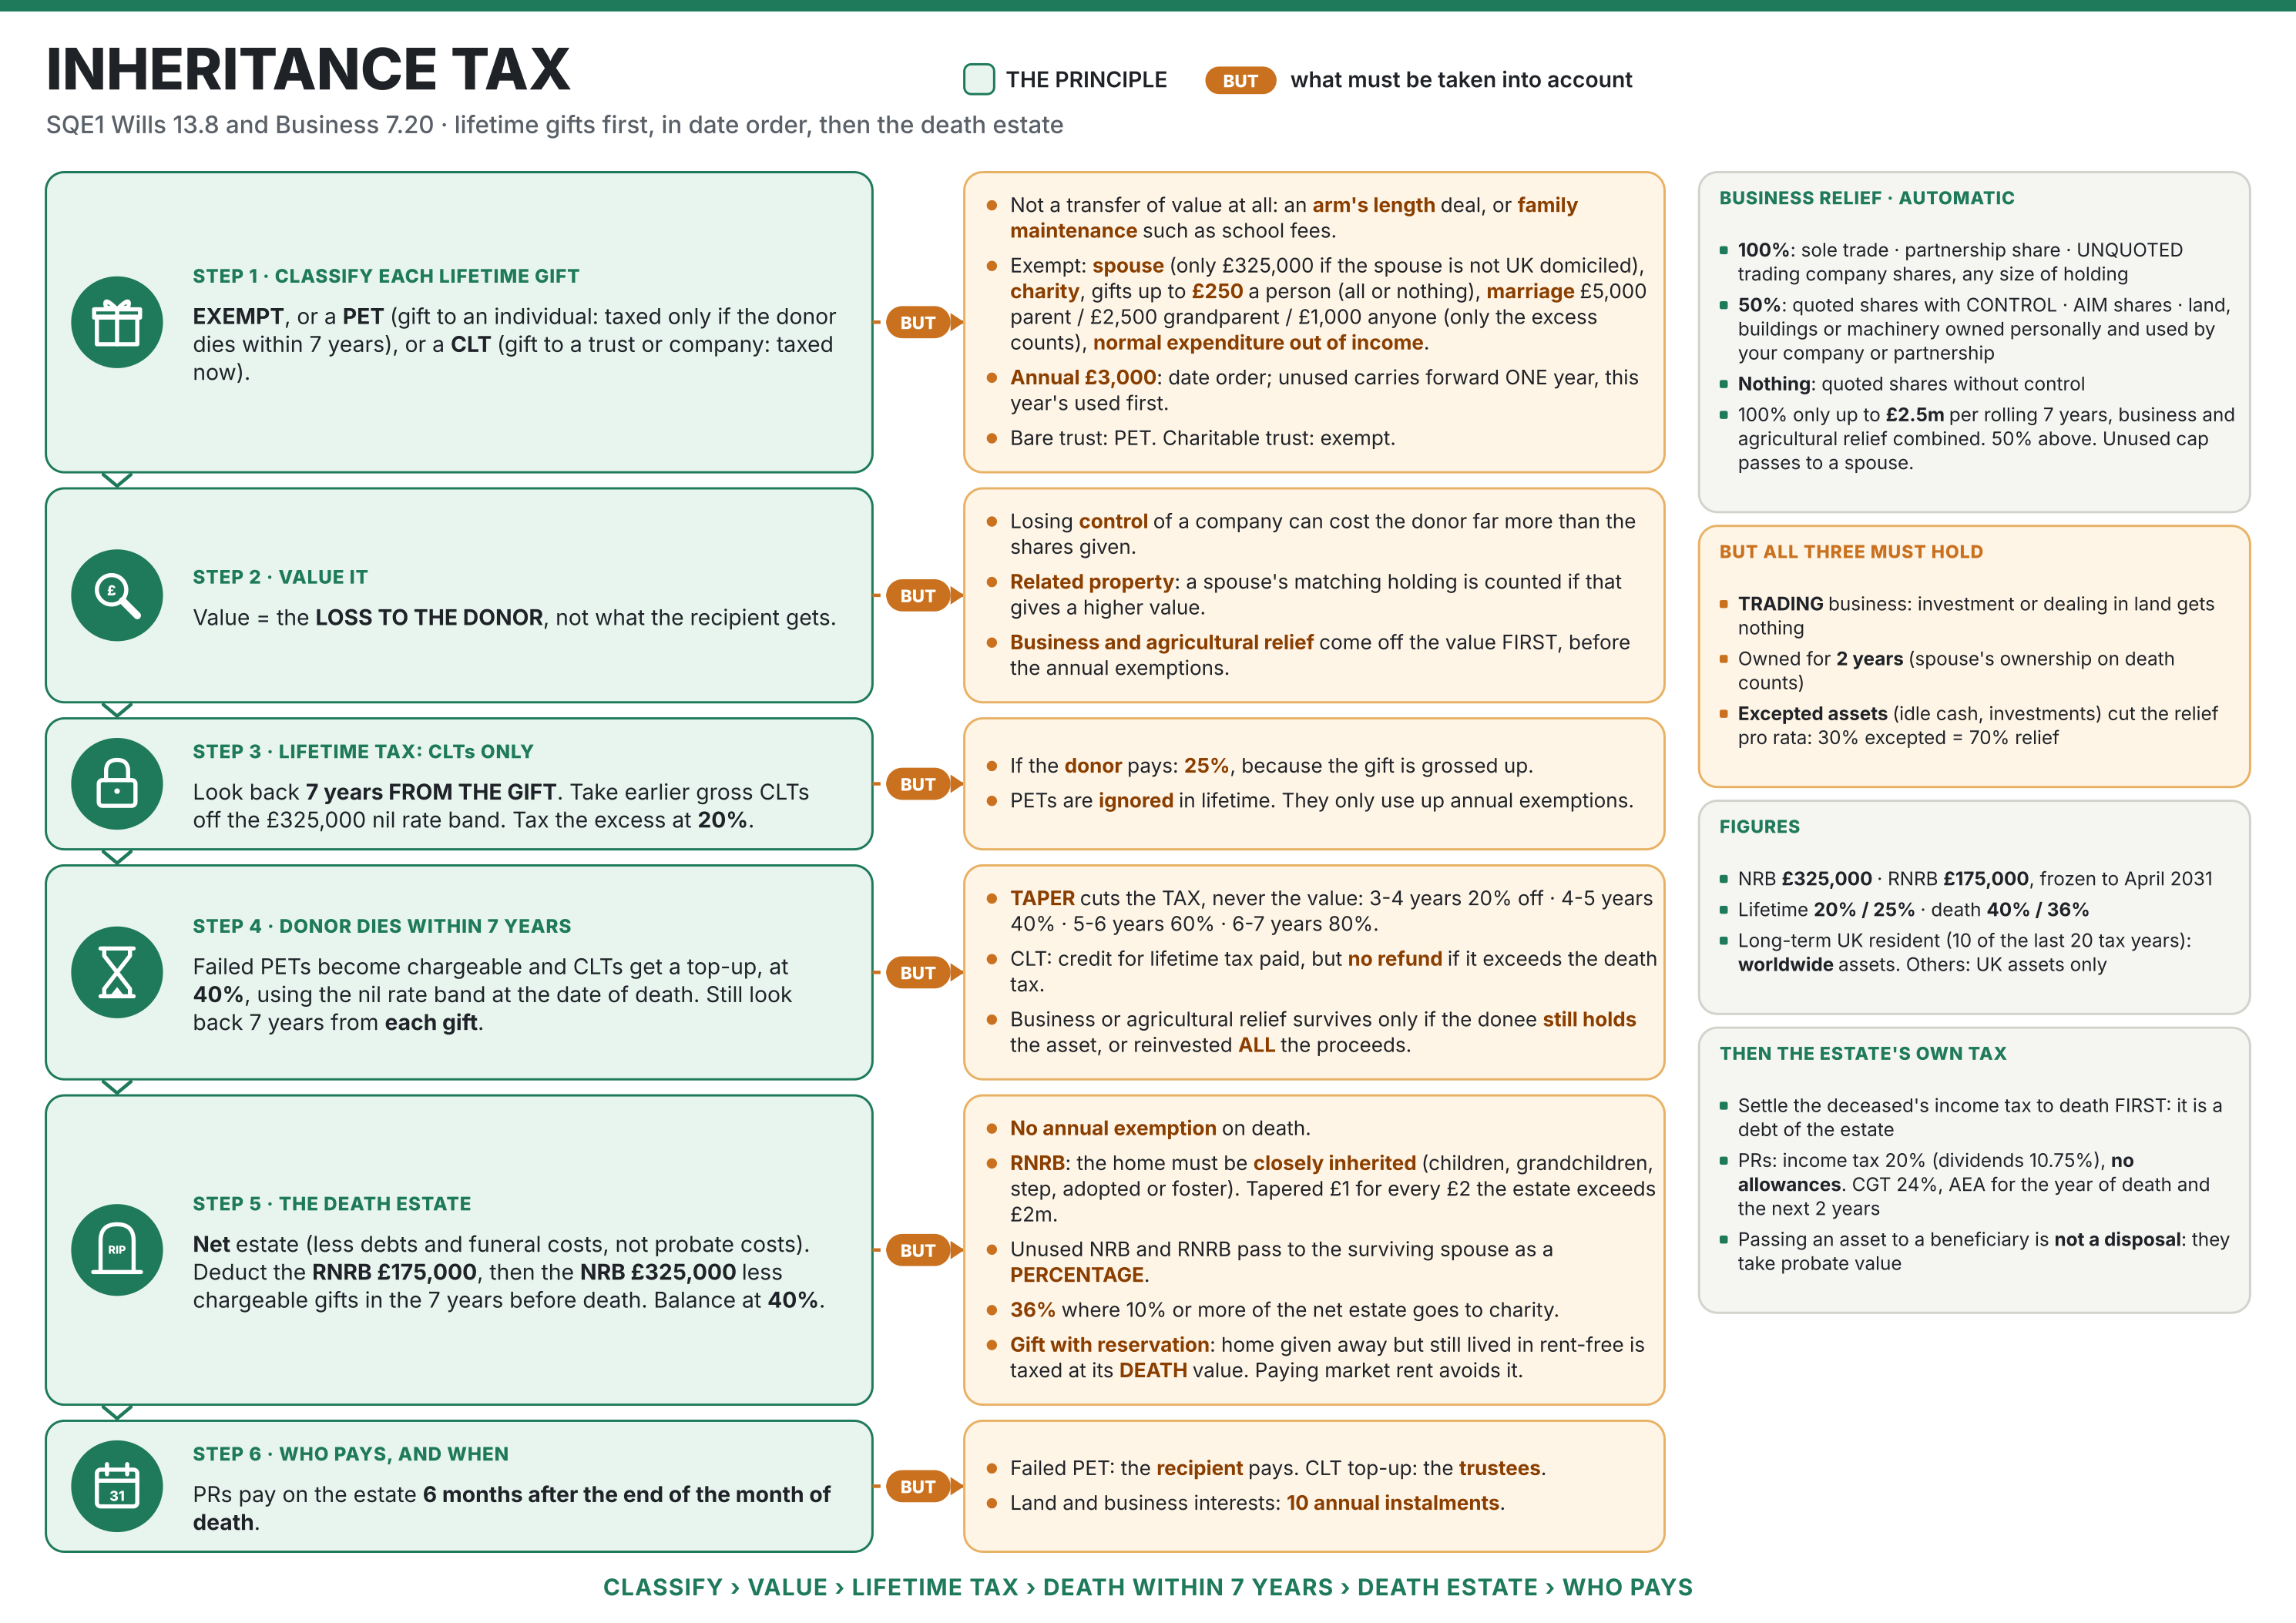 INHERITANCE TAX
THE PRINCIPLE
BUT what must be taken into account
SQE1 Wills 13.8 and Business 7.20 · lifetime gifts first, in date order, then the death estate
STEP 1 · CLASSIFY EACH LIFETIME GIFT
EXEMPT, or a PET (gift to an individual: taxed only if the donor
dies within 7 years), or a CLT (gift to a trust or company: taxed
now).
BUT
Not a transfer of value at all: an arm's length deal, or family
maintenance such as school fees.
Exempt: spouse (only £325,000 if the spouse is not UK domiciled),
charity, gifts up to £250 a person (all or nothing), marriage £5,000
parent / £2,500 grandparent / £1,000 anyone (only the excess
counts), normal expenditure out of income.
Annual £3,000: date order; unused carries forward ONE year, this
year's used first.
Bare trust: PET. Charitable trust: exempt.
£
STEP 2 · VALUE IT
Value = the LOSS TO THE DONOR, not what the recipient gets.
BUT
Losing control of a company can cost the donor far more than the
shares given.
Related property: a spouse's matching holding is counted if that
gives a higher value.
Business and agricultural relief come off the value FIRST, before
the annual exemptions.
STEP 3 · LIFETIME TAX: CLTs ONLY
Look back 7 years FROM THE GIFT. Take earlier gross CLTs
off the £325,000 nil rate band. Tax the excess at 20%.
BUT
If the donor pays: 25%, because the gift is grossed up.
PETs are ignored in lifetime. They only use up annual exemptions.
STEP 4 · DONOR DIES WITHIN 7 YEARS
Failed PETs become chargeable and CLTs get a top-up, at
40%, using the nil rate band at the date of death. Still look
back 7 years from each gift.
BUT
TAPER cuts the TAX, never the value: 3-4 years 20% off · 4-5 years
40% · 5-6 years 60% · 6-7 years 80%.
CLT: credit for lifetime tax paid, but no refund if it exceeds the death
tax.
Business or agricultural relief survives only if the donee still holds
the asset, or reinvested ALL the proceeds.
RIP
STEP 5 · THE DEATH ESTATE
Net estate (less debts and funeral costs, not probate costs).
Deduct the RNRB £175,000, then the NRB £325,000 less
chargeable gifts in the 7 years before death. Balance at 40%.
BUT
No annual exemption on death.
RNRB: the home must be closely inherited (children, grandchildren,
step, adopted or foster). Tapered £1 for every £2 the estate exceeds
£2m.
Unused NRB and RNRB pass to the surviving spouse as a
PERCENTAGE.
36% where 10% or more of the net estate goes to charity.
Gift with reservation: home given away but still lived in rent-free is
taxed at its DEATH value. Paying market rent avoids it.
31
STEP 6 · WHO PAYS, AND WHEN
PRs pay on the estate 6 months after the end of the month of
death.
BUT
Failed PET: the recipient pays. CLT top-up: the trustees.
Land and business interests: 10 annual instalments.
BUSINESS RELIEF · AUTOMATIC
100%: sole trade · partnership share · UNQUOTED
trading company shares, any size of holding
50%: quoted shares with CONTROL · AIM shares · land,
buildings or machinery owned personally and used by
your company or partnership
Nothing: quoted shares without control
100% only up to £2.5m per rolling 7 years, business and
agricultural relief combined. 50% above. Unused cap
passes to a spouse.
BUT ALL THREE MUST HOLD
TRADING business: investment or dealing in land gets
nothing
Owned for 2 years (spouse's ownership on death
counts)
Excepted assets (idle cash, investments) cut the relief
pro rata: 30% excepted = 70% relief
FIGURES
NRB £325,000 · RNRB £175,000, frozen to April 2031
Lifetime 20% / 25% · death 40% / 36%
Long-term UK resident (10 of the last 20 tax years):
worldwide assets. Others: UK assets only
THEN THE ESTATE'S OWN TAX
Settle the deceased's income tax to death FIRST: it is a
debt of the estate
PRs: income tax 20% (dividends 10.75%), no
allowances. CGT 24%, AEA for the year of death and
the next 2 years
Passing an asset to a beneficiary is not a disposal: they
take probate value
CLASSIFY › VALUE › LIFETIME TAX › DEATH WITHIN 7 YEARS › DEATH ESTATE › WHO PAYS